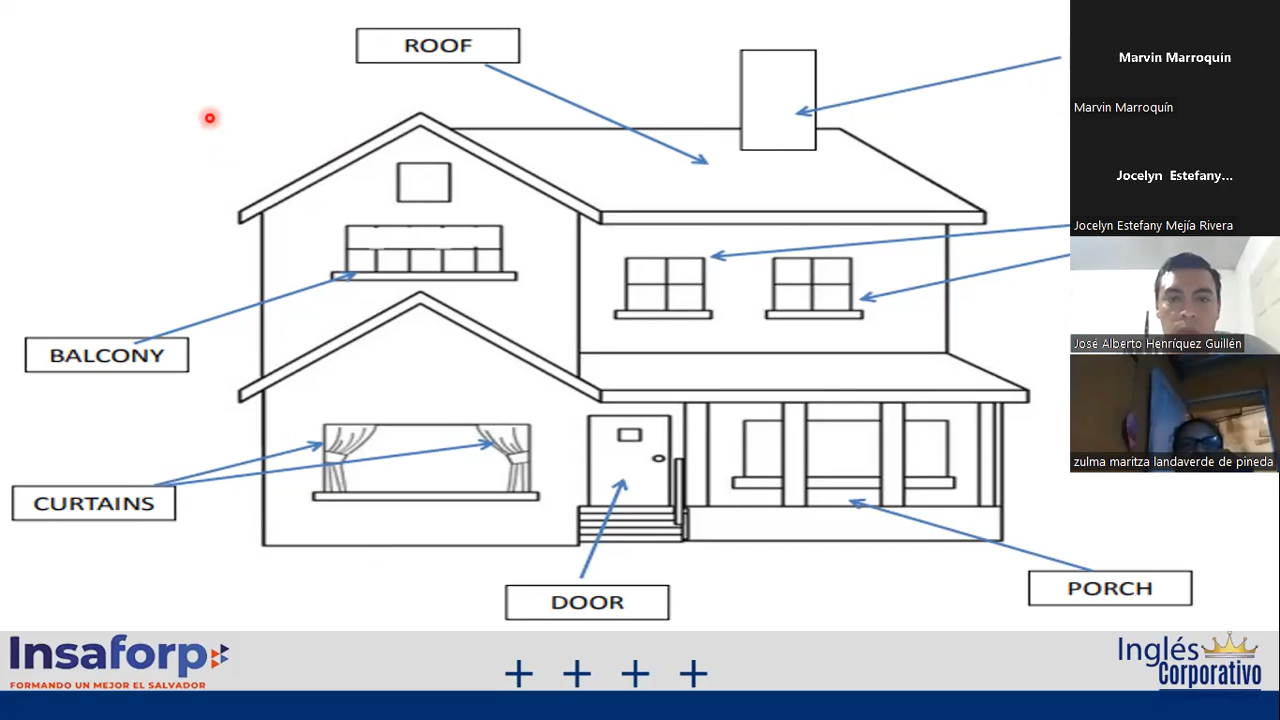 ROOF
Marvin Marroquín
Marvin Marroquín
Jocelyn Estefany...
Jocelyn Estefany Mejía Rivera
José Alberto Henríquez Guillén
BALCONY
zulma maritza landaverde de pineda
CURTAINS
PORCH
DOOR
Insaforp
FORMANDO UN MEJOR EL SALVADOR
Inglés
Corporativo